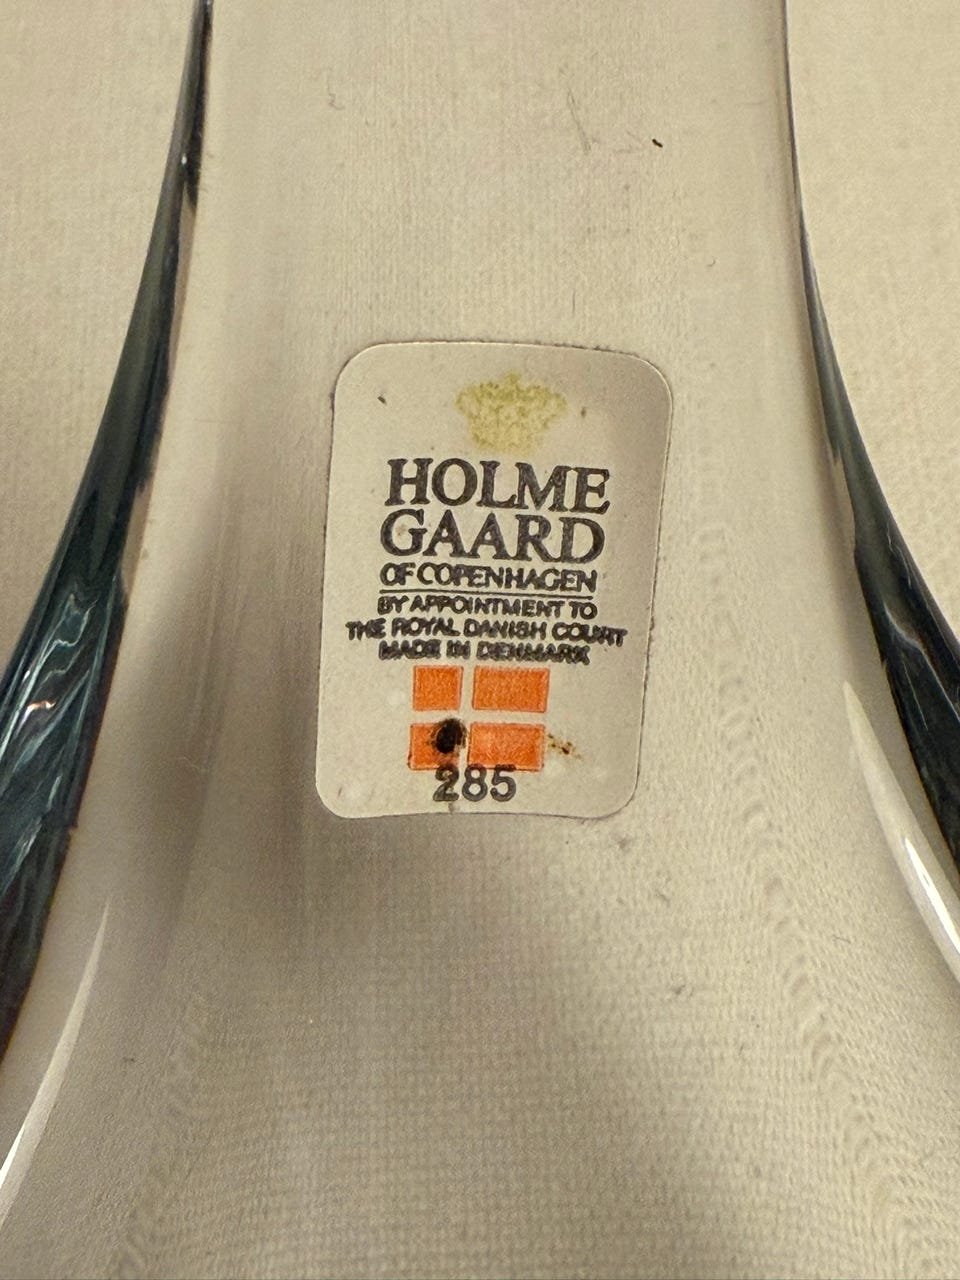 HOLME
GAARD
OF COPENHAGEN
BY APPOINTMENT TO
THE ROYAL DANISH COURT
MADE IN DENMARK
285